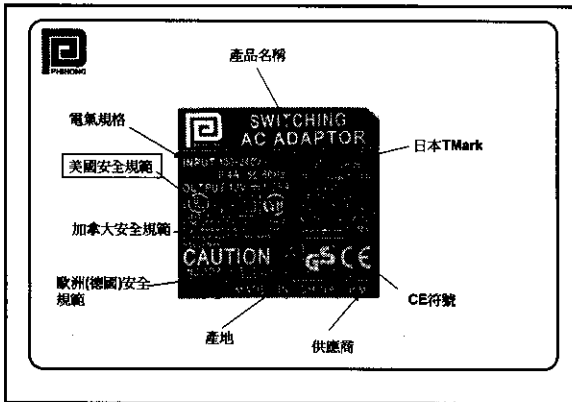 PHIHONG
產品名稱
電氣規格
SWITCHING
AC ADAPTOR
日本TMark
美國安全規範
INPUT
OUTPUT
加拿大安全規範
CAUTION
GS CE
歐洲(德國)安全
規範
MADE IN
CE符號
產地
供應商